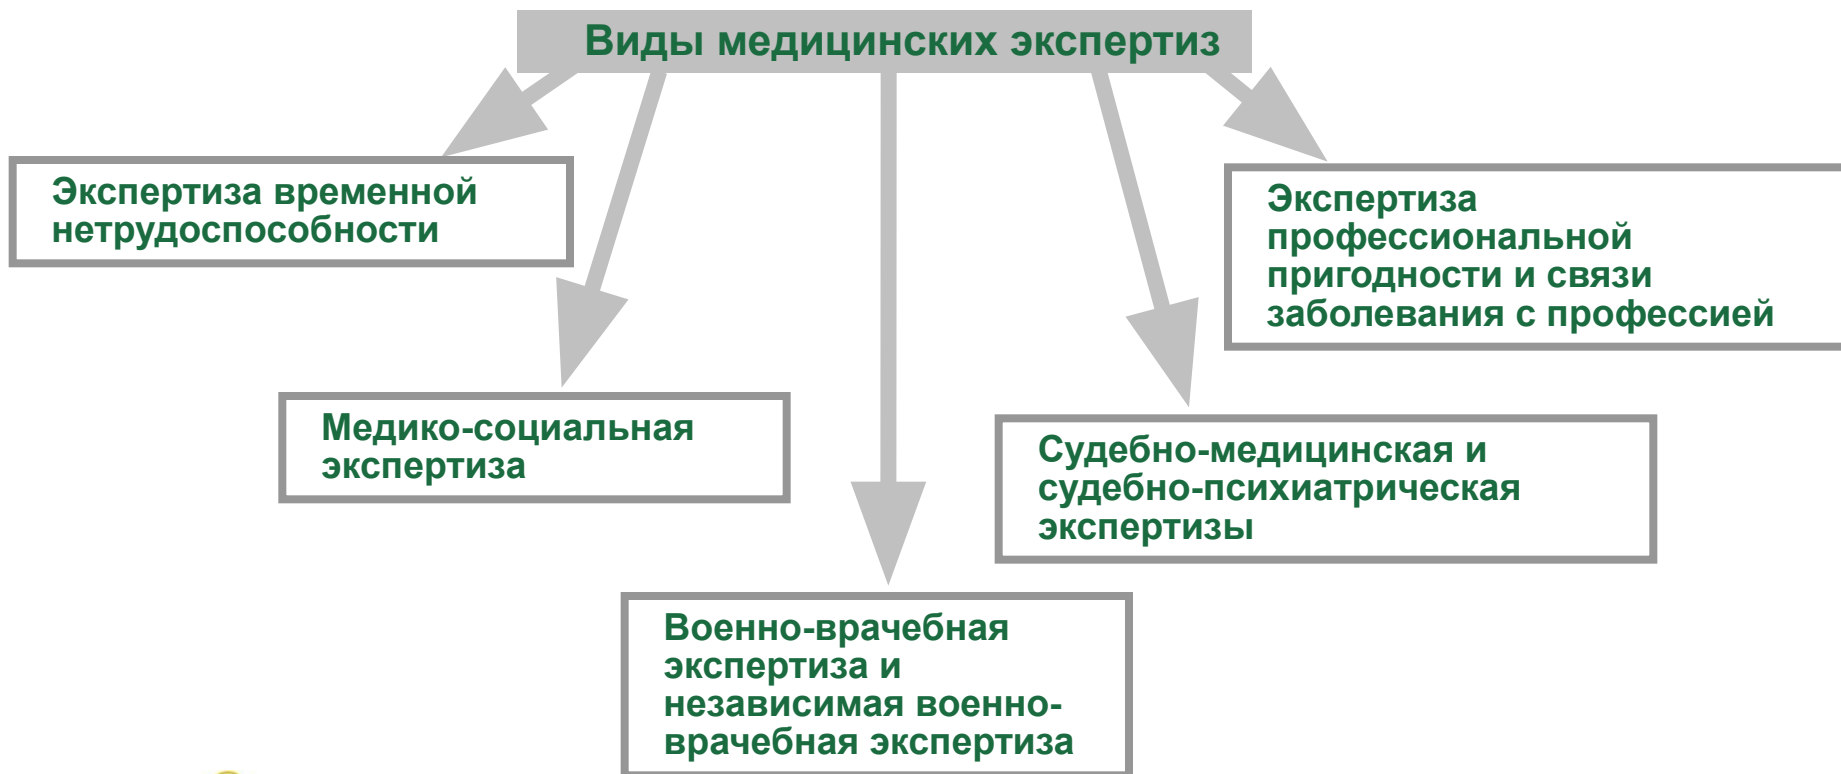 Виды медицинских экспертиз
Экспертиза временной
нетрудоспособности
Экспертиза
профессиональной
пригодности и связи
заболевания с профессией
Медико-социальная
экспертиза
Судебно-медицинская и
судебно-психиатрическая
экспертизы
Военно-врачебная
экспертиза и
независимая военно-
врачебная экспертиза